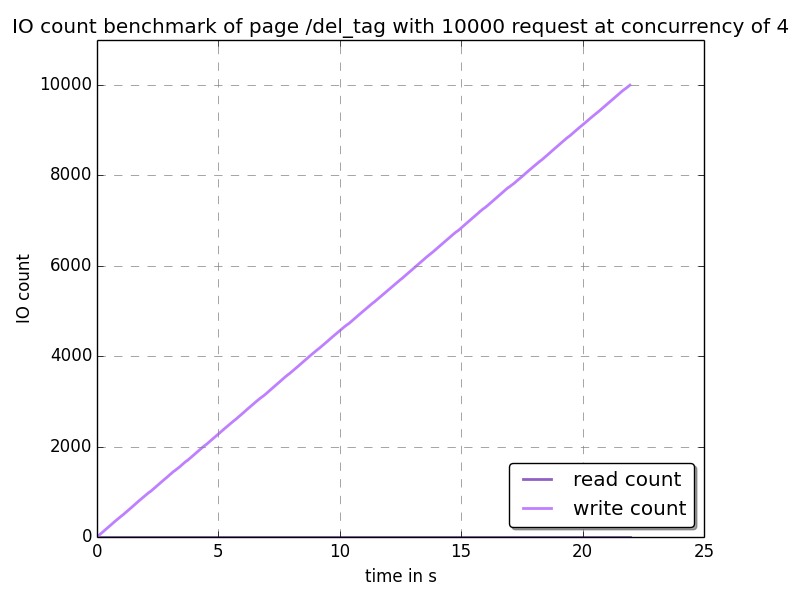 IO count benchmark of page /del_tag with 10000 request at concurrency of 4
10000
8000
6000
4000
2000
0
IO count
read count
write count
0 5 10 15 20 25
time in s